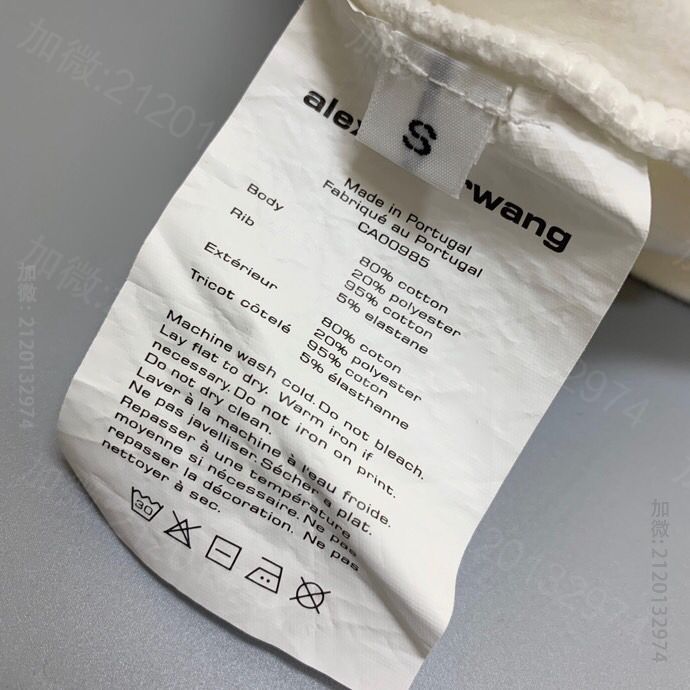 alex
rwang
S
Made in Portugal
Fabriqué au Portugal
CA00985
Body
80% cotton
20% polyester
Rib
95% cotton
5% elastane
Extérieur
80% coton
20% polyester
Tricot côtelé
95% coton
5% élasthanne
Machine wash cold. Do not bleach.
Lay flat to dry. Warm iron if
necessary. Do not iron on print.
Do not dry clean.
Laver à la machine à l'eau froide.
Ne pas javelliser. Sécher à plat.
Repasser à une température
moyenne si nécessaire. Ne pas
repasser la décoration. Ne pas
nettoyer à sec.
30
加微: 2120132974
加微: 2120132974
加微: 21201